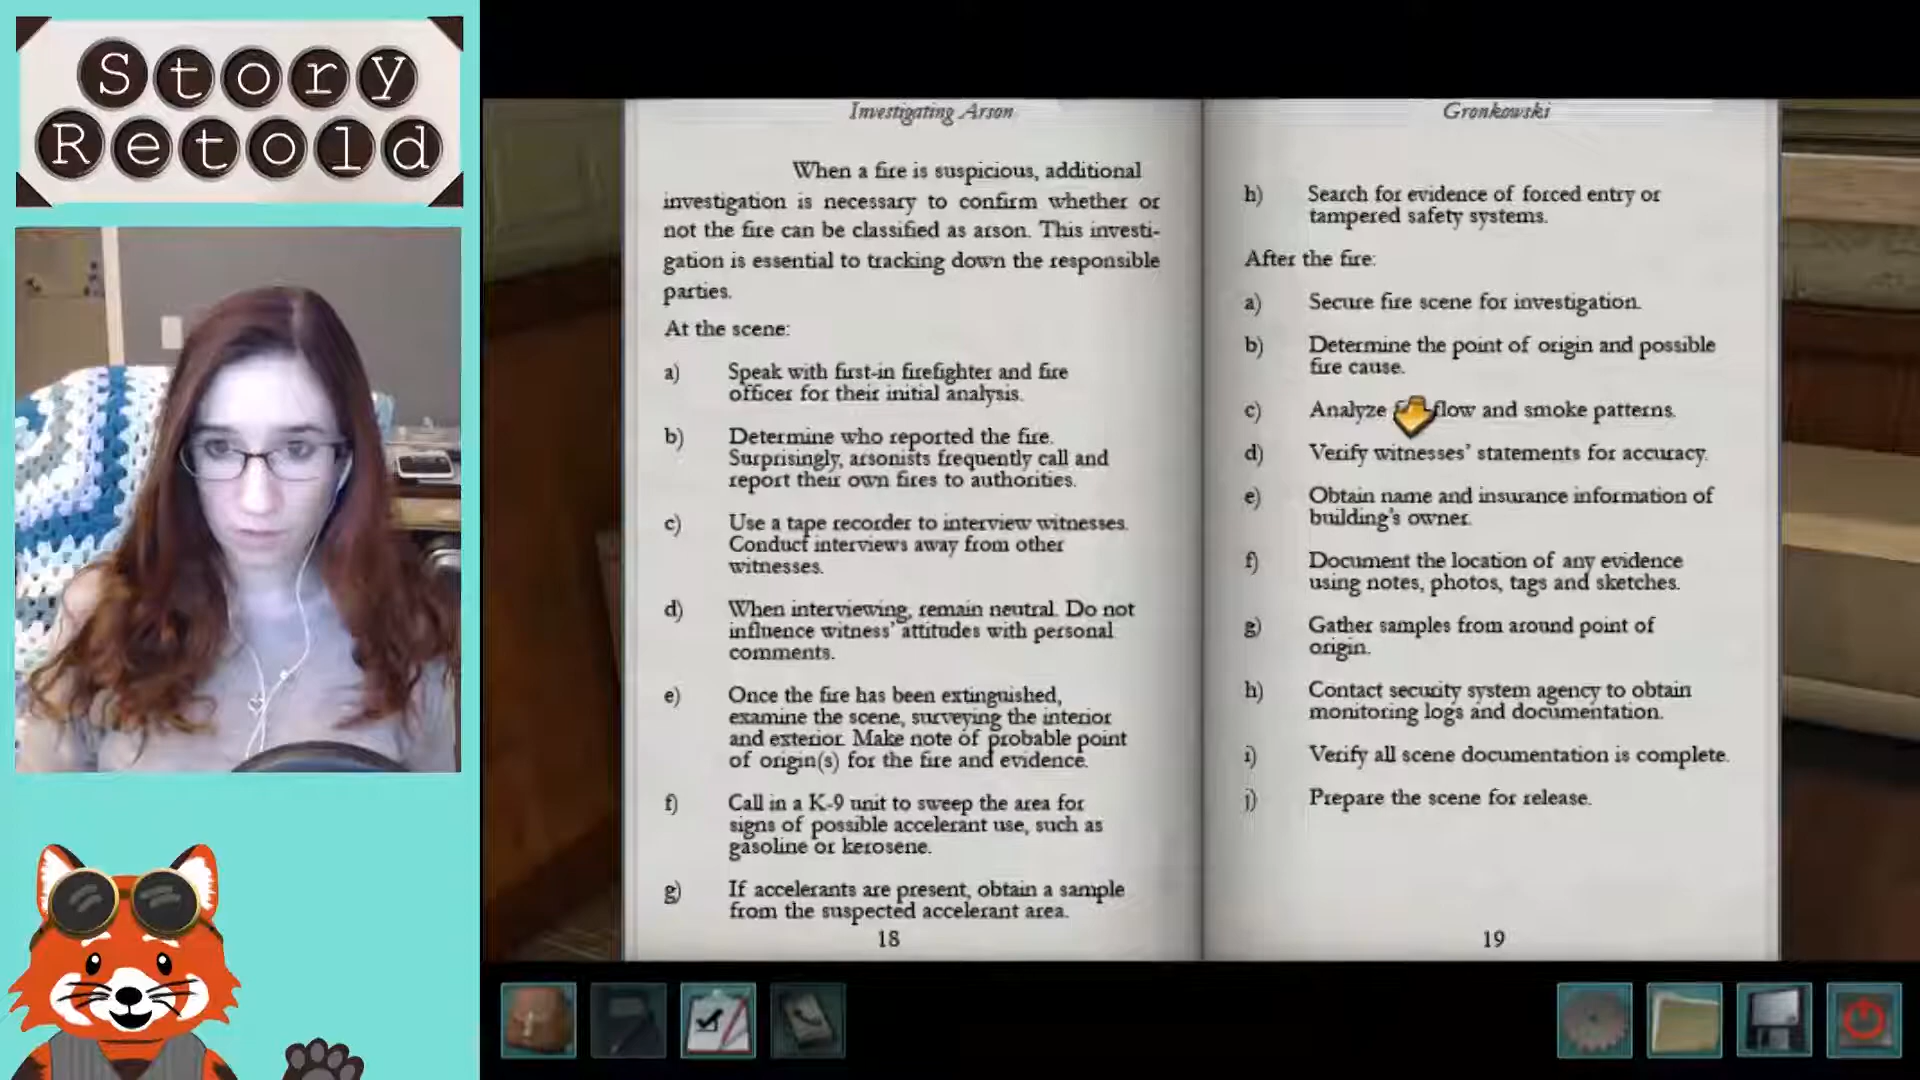 Story
Retold
Investigating Arson
When a fire is suspicious, additional
investigation is necessary to confirm whether or
not the fire can be classified as arson. This investi-
gation is essential to tracking down the responsible
parties.
At the scene:
a) Speak with first-in firefighter and fire
officer for their initial analysis.
b) Determine who reported the fire.
Surprisingly, arsonists frequently call and
report their own fires to authorities.
c) Use a tape recorder to interview witnesses.
Conduct interviews away from other
witnesses.
d) When interviewing, remain neutral. Do not
influence witness' attitudes with personal
comments.
e) Once the fire has been extinguished,
examine the scene, surveying the interior
and exterior. Make note of probable point
of origin(s) for the fire and evidence.
f) Call in a K-9 unit to sweep the area for
signs of possible accelerant use, such as
gasoline or kerosene.
g) If accelerants are present, obtain a sample
from the suspected accelerant area.
18
Gronkowski
h) Search for evidence of forced entry or
tampered safety systems.
After the fire:
a) Secure fire scene for investigation.
b) Determine the point of origin and possible
fire cause.
c) Analyze flow and smoke patterns.
d) Verify witnesses' statements for accuracy.
e) Obtain name and insurance information of
building's owner.
f) Document the location of any evidence
using notes, photos, tags and sketches.
g) Gather samples from around point of
origin.
h) Contact security system agency to obtain
monitoring logs and documentation.
i) Verify all scene documentation is complete.
j) Prepare the scene for release.
19